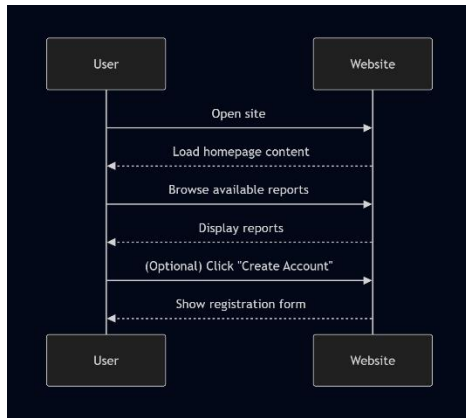 User
Website
Open site
Load homepage content
Browse available reports
Display reports
(Optional) Click "Create Account"
Show registration form
User
Website